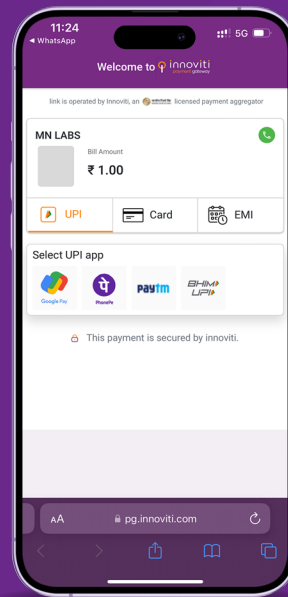 11:24
5G
◄ WhatsApp
Welcome to innoviti
payment gateway
link is operated by Innoviti, an licensed payment aggregator
MN LABS
Bill Amount
₹ 1.00
UPI
Card
EMI
Select UPI app
Google Pay
पे
PhonePe
paytm
BHIM
UPI
This payment is secured by innoviti.
AA
pg.innoviti.com